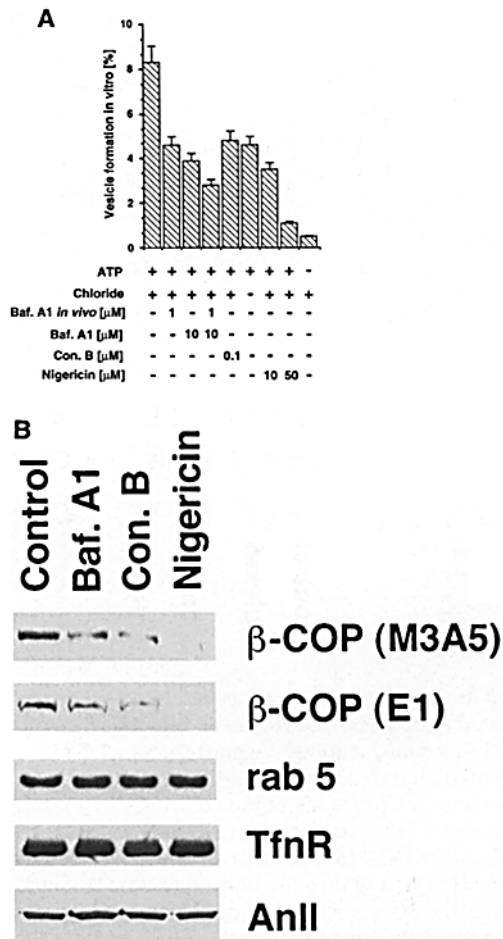 A
Vesicle formation in vitro [%]
10
8
6
4
2
0
ATP + + + + + + + + -
Chloride + + + + + - + + +
Baf. A1 in vivo [μM] - 1 - 1 - - - - -
Baf. A1 [μM] - - 10 10 - - - - -
Con. B [μM] - - - - 0.1 - - - -
Nigericin [μM] - - - - - - 10 50 -
B
Control
Baf. A1
Con. B
Nigericin
β-COP (M3A5)
β-COP (E1)
rab 5
TfnR
AnII